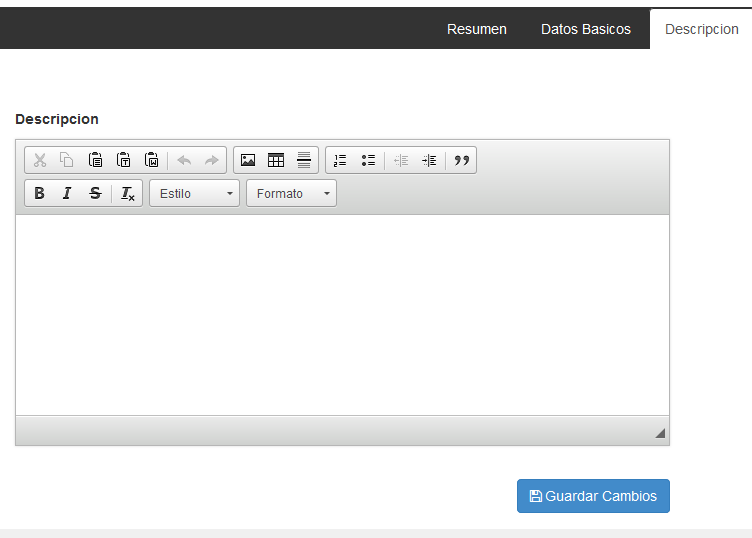 Resumen Datos Basicos Descripcion
Descripcion
Estilo Formato
Guardar Cambios